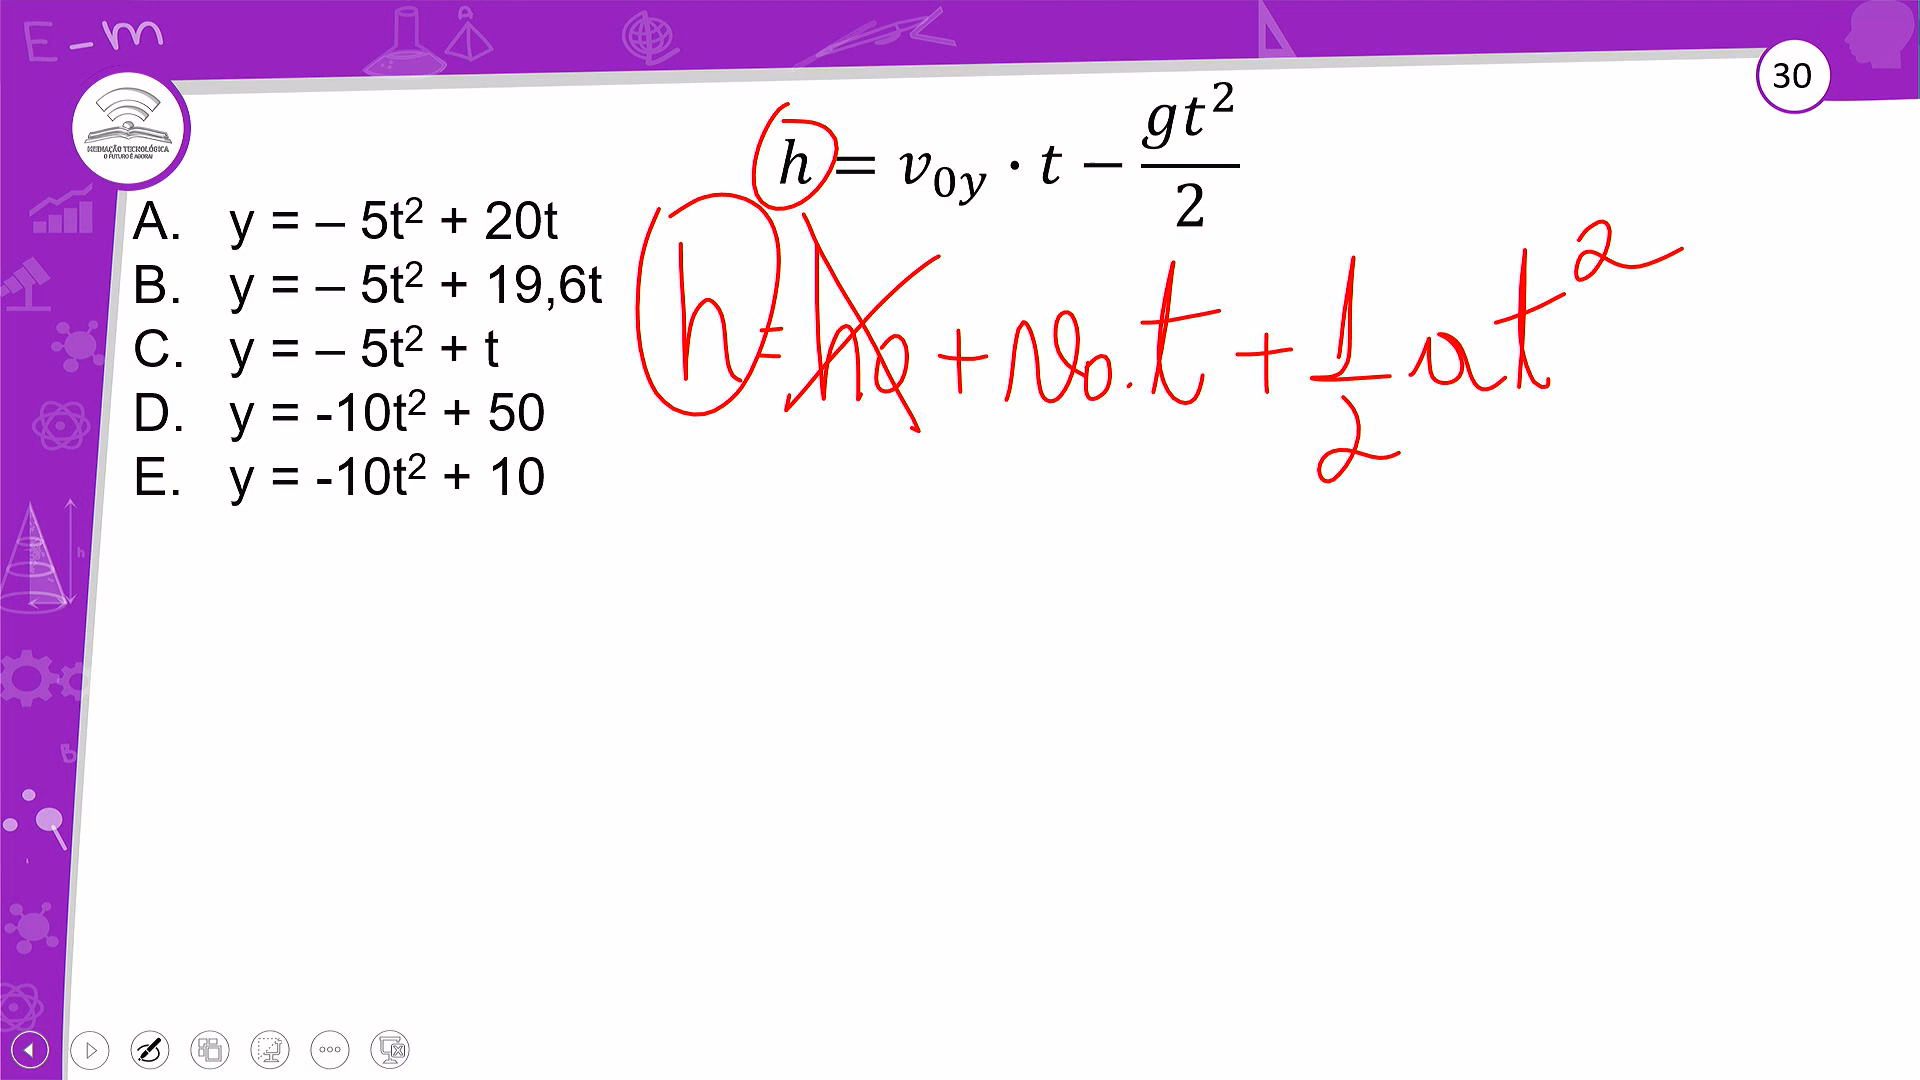 E = m
30
MEDIAÇÃO TECNOLÓGICA
O FUTURO É AGORA!
h = v₀ᵧ · t − gt²/2
A. y = – 5t² + 20t
B. y = – 5t² + 19,6t
C. y = – 5t² + t
D. y = -10t² + 50
E. y = -10t² + 10
h = h₀ + v₀.t + 1/2 at²
h
B